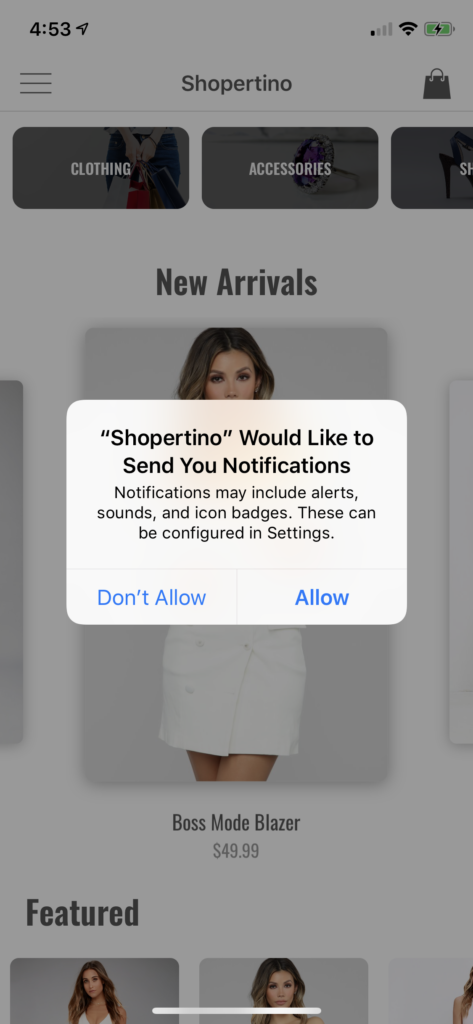 4:53
Shopertino
CLOTHING
ACCESSORIES
SH
New Arrivals
“Shopertino” Would Like to
Send You Notifications
Notifications may include alerts,
sounds, and icon badges. These can
be configured in Settings.
Don’t Allow
Allow
Boss Mode Blazer
$49.99
Featured